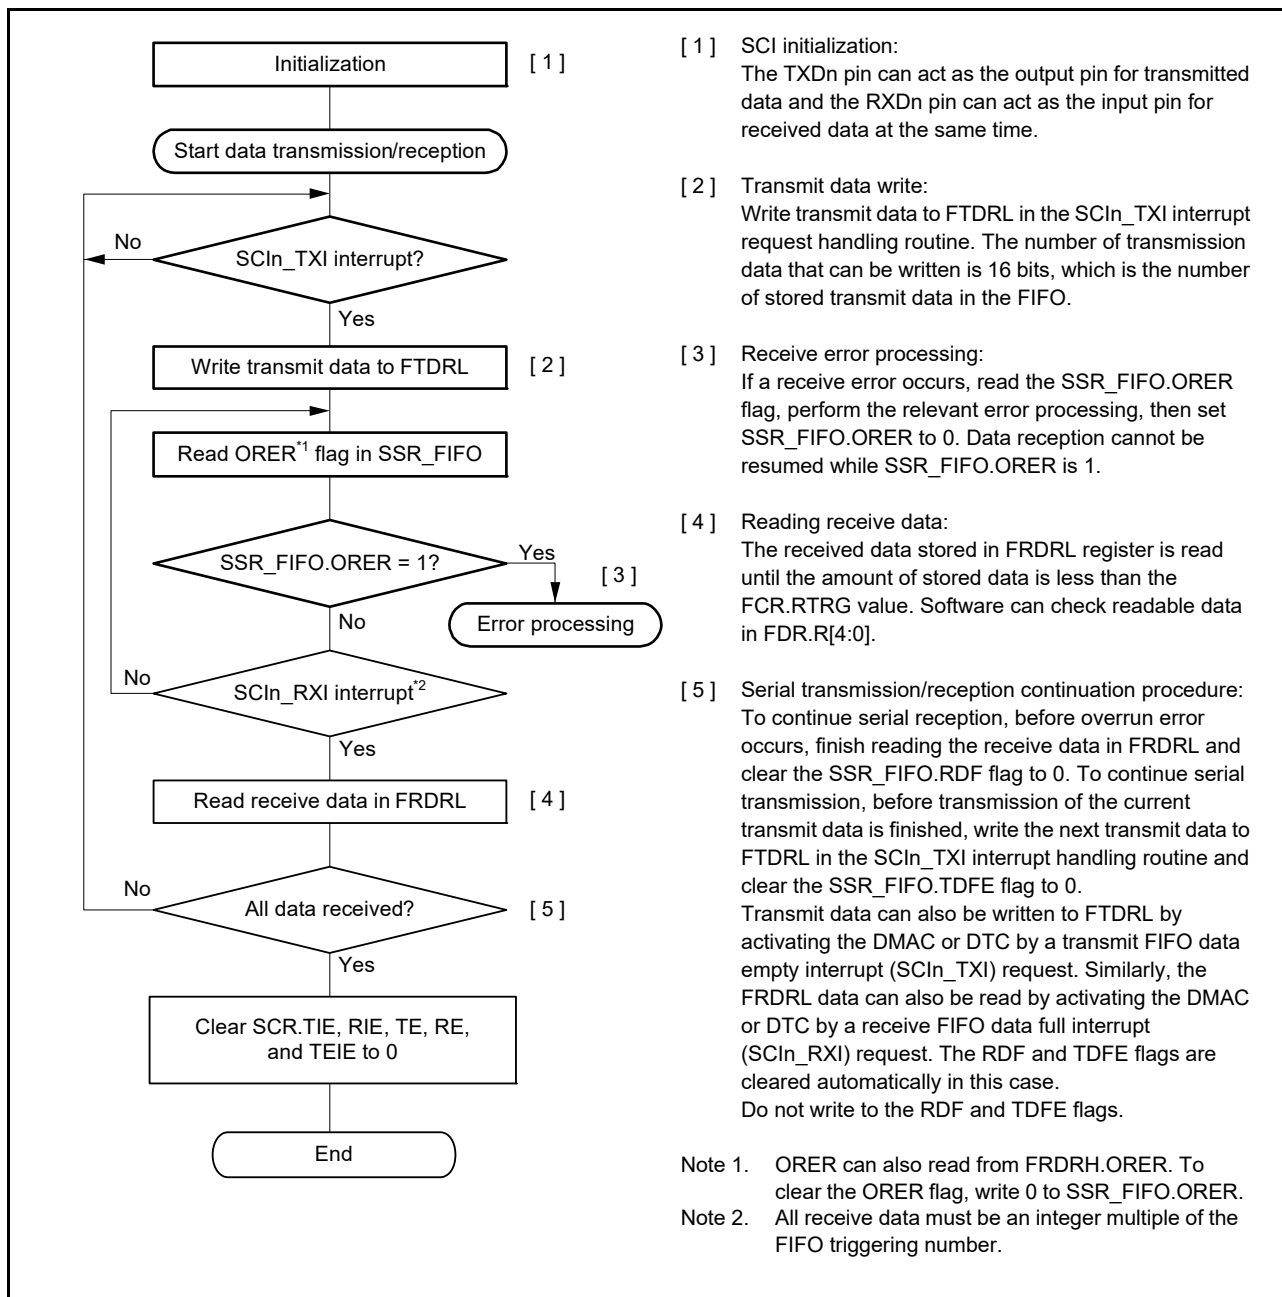 Initialization
[ 1 ]
Start data transmission/reception
No
SCIn_TXI interrupt?
Yes
Write transmit data to FTDRL
[ 2 ]
Read ORER*1 flag in SSR_FIFO
SSR_FIFO.ORER = 1?
Yes
[ 3 ]
Error processing
No
No
SCIn_RXI interrupt*2
Yes
Read receive data in FRDRL
[ 4 ]
No
All data received?
[ 5 ]
Yes
Clear SCR.TIE, RIE, TE, RE,
and TEIE to 0
End
[ 1 ] SCI initialization:
The TXDn pin can act as the output pin for transmitted
data and the RXDn pin can act as the input pin for
received data at the same time.
[ 2 ] Transmit data write:
Write transmit data to FTDRL in the SCIn_TXI interrupt
request handling routine. The number of transmission
data that can be written is 16 bits, which is the number
of stored transmit data in the FIFO.
[ 3 ] Receive error processing:
If a receive error occurs, read the SSR_FIFO.ORER
flag, perform the relevant error processing, then set
SSR_FIFO.ORER to 0. Data reception cannot be
resumed while SSR_FIFO.ORER is 1.
[ 4 ] Reading receive data:
The received data stored in FRDRL register is read
until the amount of stored data is less than the
FCR.RTRG value. Software can check readable data
in FDR.R[4:0].
[ 5 ] Serial transmission/reception continuation procedure:
To continue serial reception, before overrun error
occurs, finish reading the receive data in FRDRL and
clear the SSR_FIFO.RDF flag to 0. To continue serial
transmission, before transmission of the current
transmit data is finished, write the next transmit data to
FTDRL in the SCIn_TXI interrupt handling routine and
clear the SSR_FIFO.TDFE flag to 0.
Transmit data can also be written to FTDRL by
activating the DMAC or DTC by a transmit FIFO data
empty interrupt (SCIn_TXI) request. Similarly, the
FRDRL data can also be read by activating the DMAC
or DTC by a receive FIFO data full interrupt
(SCIn_RXI) request. The RDF and TDFE flags are
cleared automatically in this case.
Do not write to the RDF and TDFE flags.
Note 1. ORER can also read from FRDRH.ORER. To
clear the ORER flag, write 0 to SSR_FIFO.ORER.
Note 2. All receive data must be an integer multiple of the
FIFO triggering number.